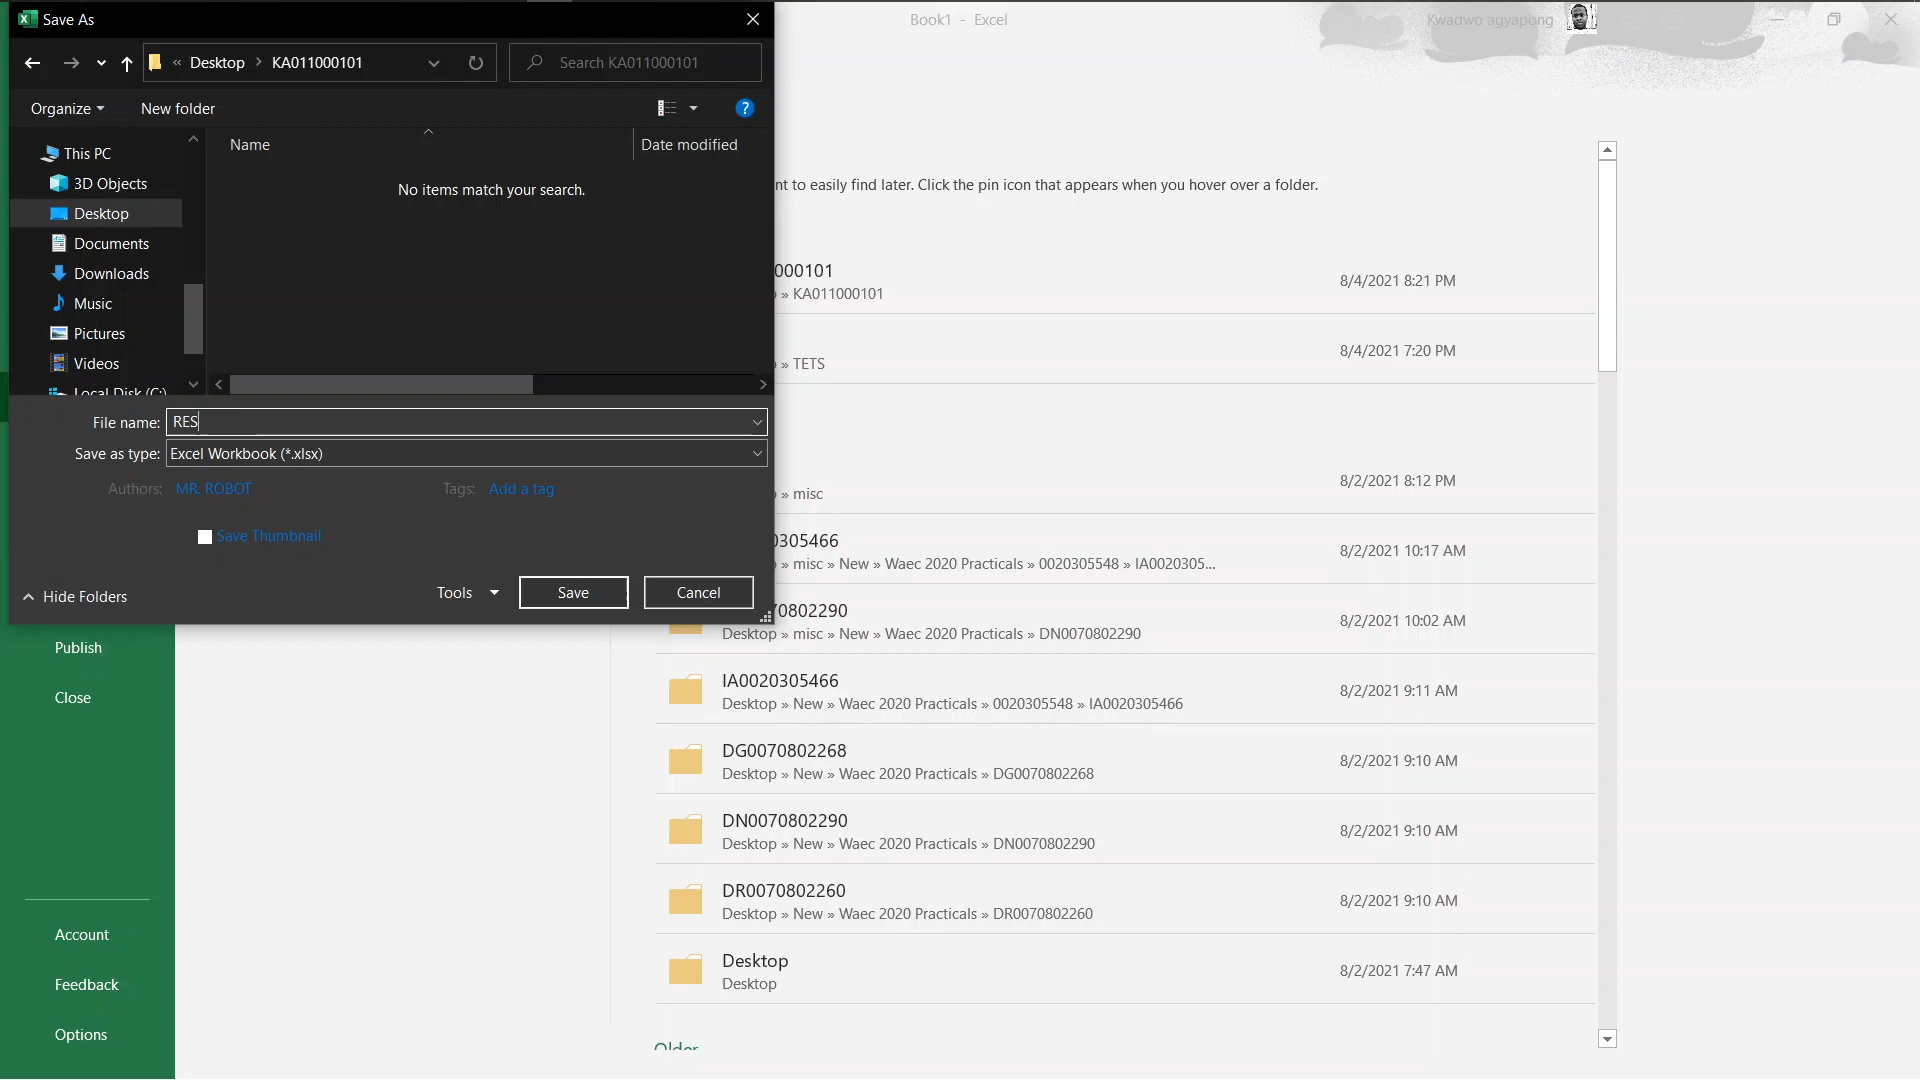 Save As
Book1 - Excel
Kwadwo agyapong
« Desktop > KA011000101
Search KA011000101
Organize
New folder
?
This PC
3D Objects
Desktop
Documents
Downloads
Music
Pictures
Videos
Local Disk (C:)
Name
Date modified
No items match your search.
File name: RES
Save as type: Excel Workbook (*.xlsx)
Authors: MR. ROBOT
Tags: Add a tag
Save Thumbnail
Hide Folders
Tools
Save
Cancel
Publish
Close
Account
Feedback
Options
nt to easily find later. Click the pin icon that appears when you hover over a folder.
000101
8/4/2021 8:21 PM
» KA011000101
8/4/2021 7:20 PM
» TETS
8/2/2021 8:12 PM
» misc
0305466
8/2/2021 10:17 AM
» misc » New » Waec 2020 Practicals » 0020305548 » IA0020305...
70802290
8/2/2021 10:02 AM
Desktop » misc » New » Waec 2020 Practicals » DN0070802290
IA0020305466
8/2/2021 9:11 AM
Desktop » New » Waec 2020 Practicals » 0020305548 » IA0020305466
DG0070802268
8/2/2021 9:10 AM
Desktop » New » Waec 2020 Practicals » DG0070802268
DN0070802290
8/2/2021 9:10 AM
Desktop » New » Waec 2020 Practicals » DN0070802290
DR0070802260
8/2/2021 9:10 AM
Desktop » New » Waec 2020 Practicals » DR0070802260
Desktop
8/2/2021 7:47 AM
Desktop
Older